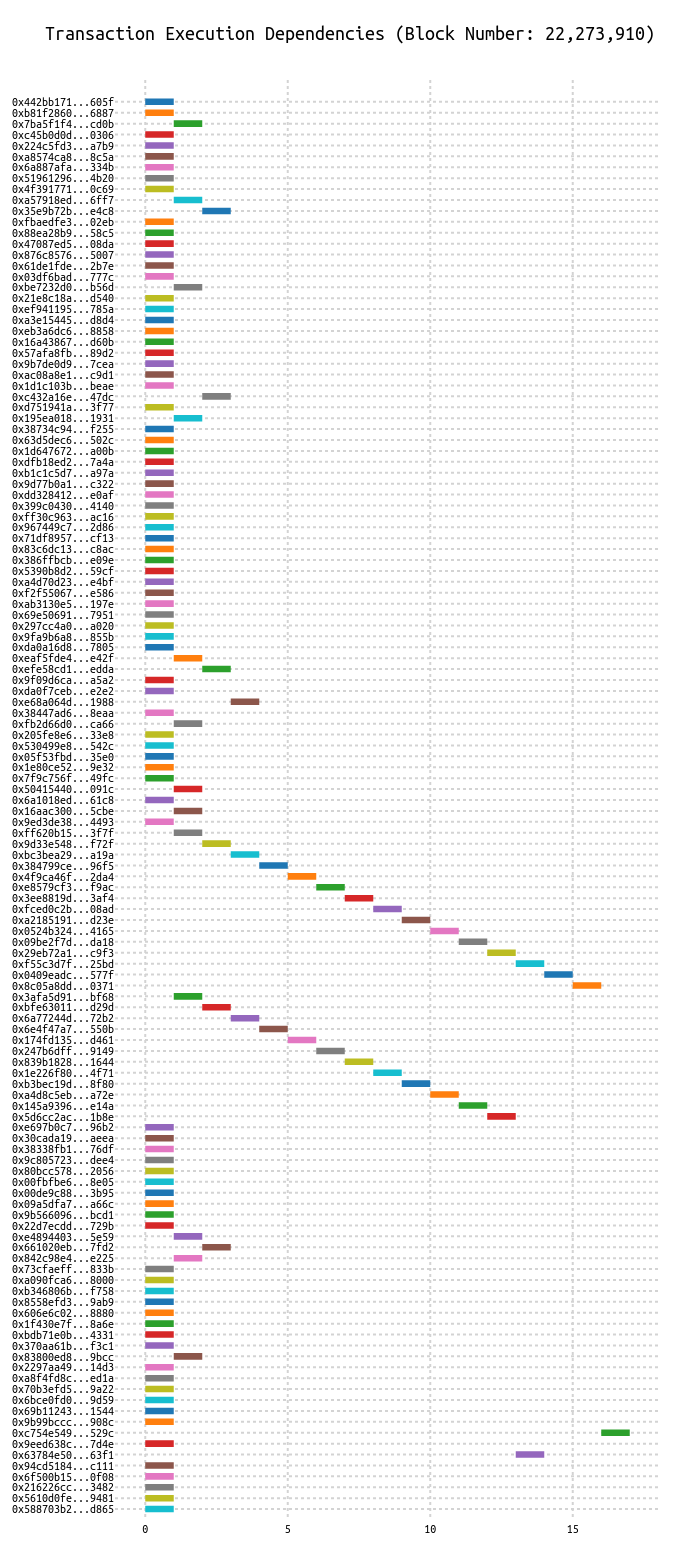 Transaction Execution Dependencies (Block Number: 22,273,910)
0x442bb171...605f
0xb81f2860...6887
0x7ba5f1f4...cd0b
0xc45b0d0d...0306
0x224c5fd3...a7b9
0xa8574ca8...8c5a
0x6a887afa...334b
0x51961296...4b20
0x4f391771...0c69
0xa57918ed...6ff7
0x35e9b72b...e4c8
0xfbaedfe3...02eb
0x88ea28b9...58c5
0x47087ed5...08da
0x876c8576...5007
0x61de1fde...2b7e
0x03df6bad...777c
0xbe7232d0...b56d
0x21e8c18a...d540
0xef941195...785a
0xa3e15445...d8d4
0xeb3a6dc6...8858
0x16a43867...d60b
0x57afa8fb...89d2
0x9b7de0d9...7cea
0xac08a8e1...c9d1
0x1d1c103b...beae
0xc432a16e...47dc
0xd751941a...3f77
0x195ea018...1931
0x38734c94...f255
0x63d5dec6...502c
0x1d647672...a00b
0xdfb18ed2...7a4a
0xb1c1c5d7...a97a
0x9d77b0a1...c322
0xdd328412...e0af
0x399c0430...4140
0xff30c963...ac16
0x967449c7...2d86
0x71df8957...cf13
0x83c6dc13...c8ac
0x386ffbcb...e09e
0x5390b8d2...59cf
0xa4d70d23...e4bf
0xf2f55067...e586
0xab3130e5...197e
0x69e50691...7951
0x297cc4a0...a020
0x9fa9b6a8...855b
0xda0a16d8...7805
0xeaf5fde4...e42f
0xefe58cd1...edda
0x9f09d6ca...a5a2
0xda0f7ceb...e2e2
0xe68a064d...1988
0x38447ad6...8eaa
0xfb2d66d0...ca66
0x205fe8e6...33e8
0x530499e8...542c
0x05f53fbd...35e0
0x1e80ce52...9e32
0x7f9c756f...49fc
0x50415440...091c
0x6a1018ed...61c8
0x16aac300...5cbe
0x9ed3de38...4493
0xff620b15...3f7f
0x9d33e548...f72f
0xbc3bea29...a19a
0x384799ce...96f5
0x4f9ca46f...2da4
0xe8579cf3...f9ac
0x3ee8819d...3af4
0xfced0c2b...08ad
0xa2185191...d23e
0x0524b324...4165
0x09be2f7d...da18
0x29eb72a1...c9f3
0xf55c3d7f...25bd
0x0409eadc...577f
0x8c05a8dd...0371
0x3afa5d91...bf68
0xbfe63011...d29d
0x6a77244d...72b2
0x6e4f47a7...550b
0x174fd135...d461
0x247b6dff...9149
0x839b1828...1644
0x1e226f80...4f71
0xb3bec19d...8f80
0xa4d8c5eb...a72e
0x145a9396...e14a
0x5d6cc2ac...1b8e
0xe697b0c7...96b2
0x30cada19...aeea
0x38338fb1...76df
0x9c805723...dee4
0x80bcc578...2056
0x00fbfbe6...8e05
0x00de9c88...3b95
0x09a5dfa7...a66c
0x9b566096...bcd1
0x22d7ecdd...729b
0xe4894403...5e59
0x661020eb...7fd2
0x842c98e4...e225
0x73cfaeff...833b
0xa090fca6...8000
0xb346806b...f758
0x8558efd3...9ab9
0x606e6c02...8880
0x1f430e7f...8a6e
0xbdb71e0b...4331
0x370aa61b...f3c1
0x83800ed8...9bcc
0x2297aa49...14d3
0xa8f4fd8c...ed1a
0x70b3efd5...9a22
0x6bce0fd0...9d59
0x69b11243...1544
0x9b99bccc...908c
0xc754e549...529c
0x9eed638c...7d4e
0x63784e50...63f1
0x94cd5184...c111
0x6f500b15...0f08
0x216226cc...3482
0x5610d0fe...9481
0x588703b2...d865
0 5 10 15